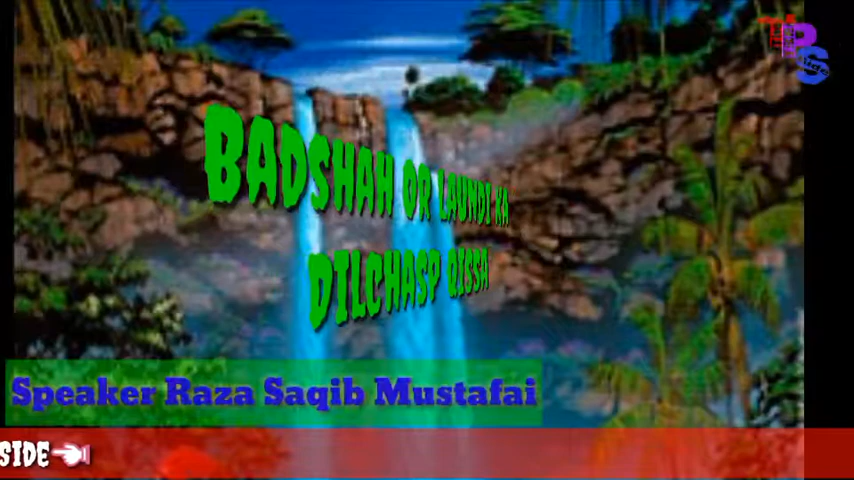 BADSHAH OR LAUNDI KA
DILCHASP QISSA
Speaker Raza Saqib Mustafai
SIDE